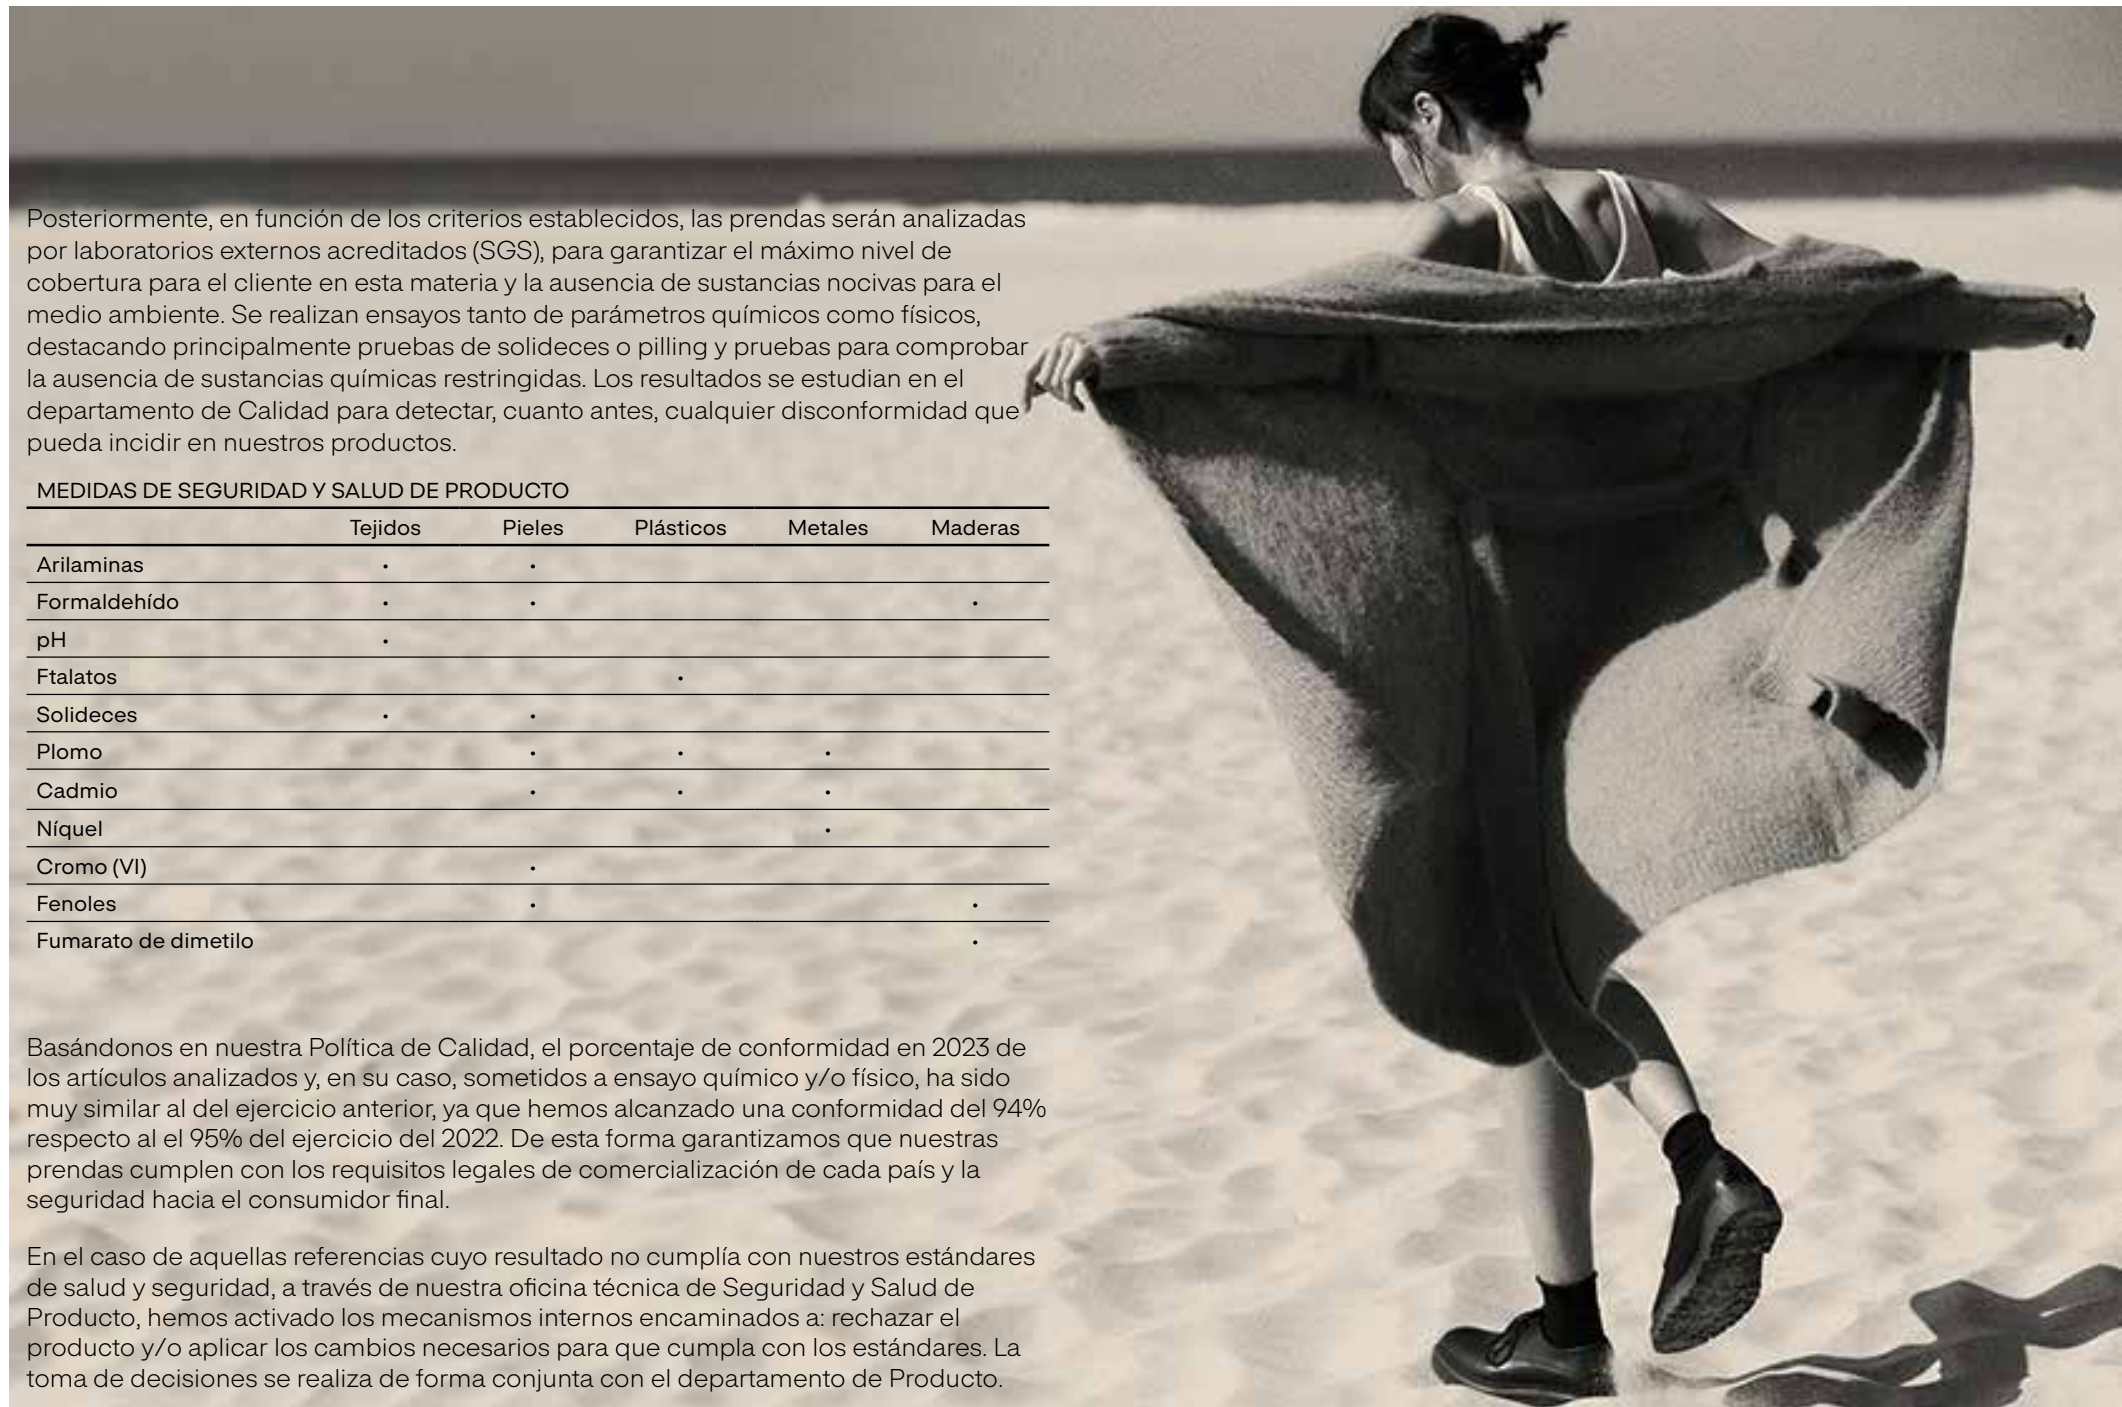 Posteriormente, en función de los criterios establecidos, las prendas serán analizadas
por laboratorios externos acreditados (SGS), para garantizar el máximo nivel de
cobertura para el cliente en esta materia y la ausencia de sustancias nocivas para el
medio ambiente. Se realizan ensayos tanto de parámetros químicos como físicos,
destacando principalmente pruebas de solideces o pilling y pruebas para comprobar
la ausencia de sustancias químicas restringidas. Los resultados se estudian en el
departamento de Calidad para detectar, cuanto antes, cualquier disconformidad que
pueda incidir en nuestros productos.
MEDIDAS DE SEGURIDAD Y SALUD DE PRODUCTO
Tejidos Pieles Plásticos Metales Maderas
Arilaminas • •
Formaldehído • • •
pH •
Ftalatos •
Solideces • •
Plomo • • •
Cadmio • • •
Níquel •
Cromo (VI) •
Fenoles • •
Fumarato de dimetilo •
Basándonos en nuestra Política de Calidad, el porcentaje de conformidad en 2023 de
los artículos analizados y, en su caso, sometidos a ensayo químico y/o físico, ha sido
muy similar al del ejercicio anterior, ya que hemos alcanzado una conformidad del 94%
respecto al el 95% del ejercicio del 2022. De esta forma garantizamos que nuestras
prendas cumplen con los requisitos legales de comercialización de cada país y la
seguridad hacia el consumidor final.
En el caso de aquellas referencias cuyo resultado no cumplía con nuestros estándares
de salud y seguridad, a través de nuestra oficina técnica de Seguridad y Salud de
Producto, hemos activado los mecanismos internos encaminados a: rechazar el
producto y/o aplicar los cambios necesarios para que cumpla con los estándares. La
toma de decisiones se realiza de forma conjunta con el departamento de Producto.